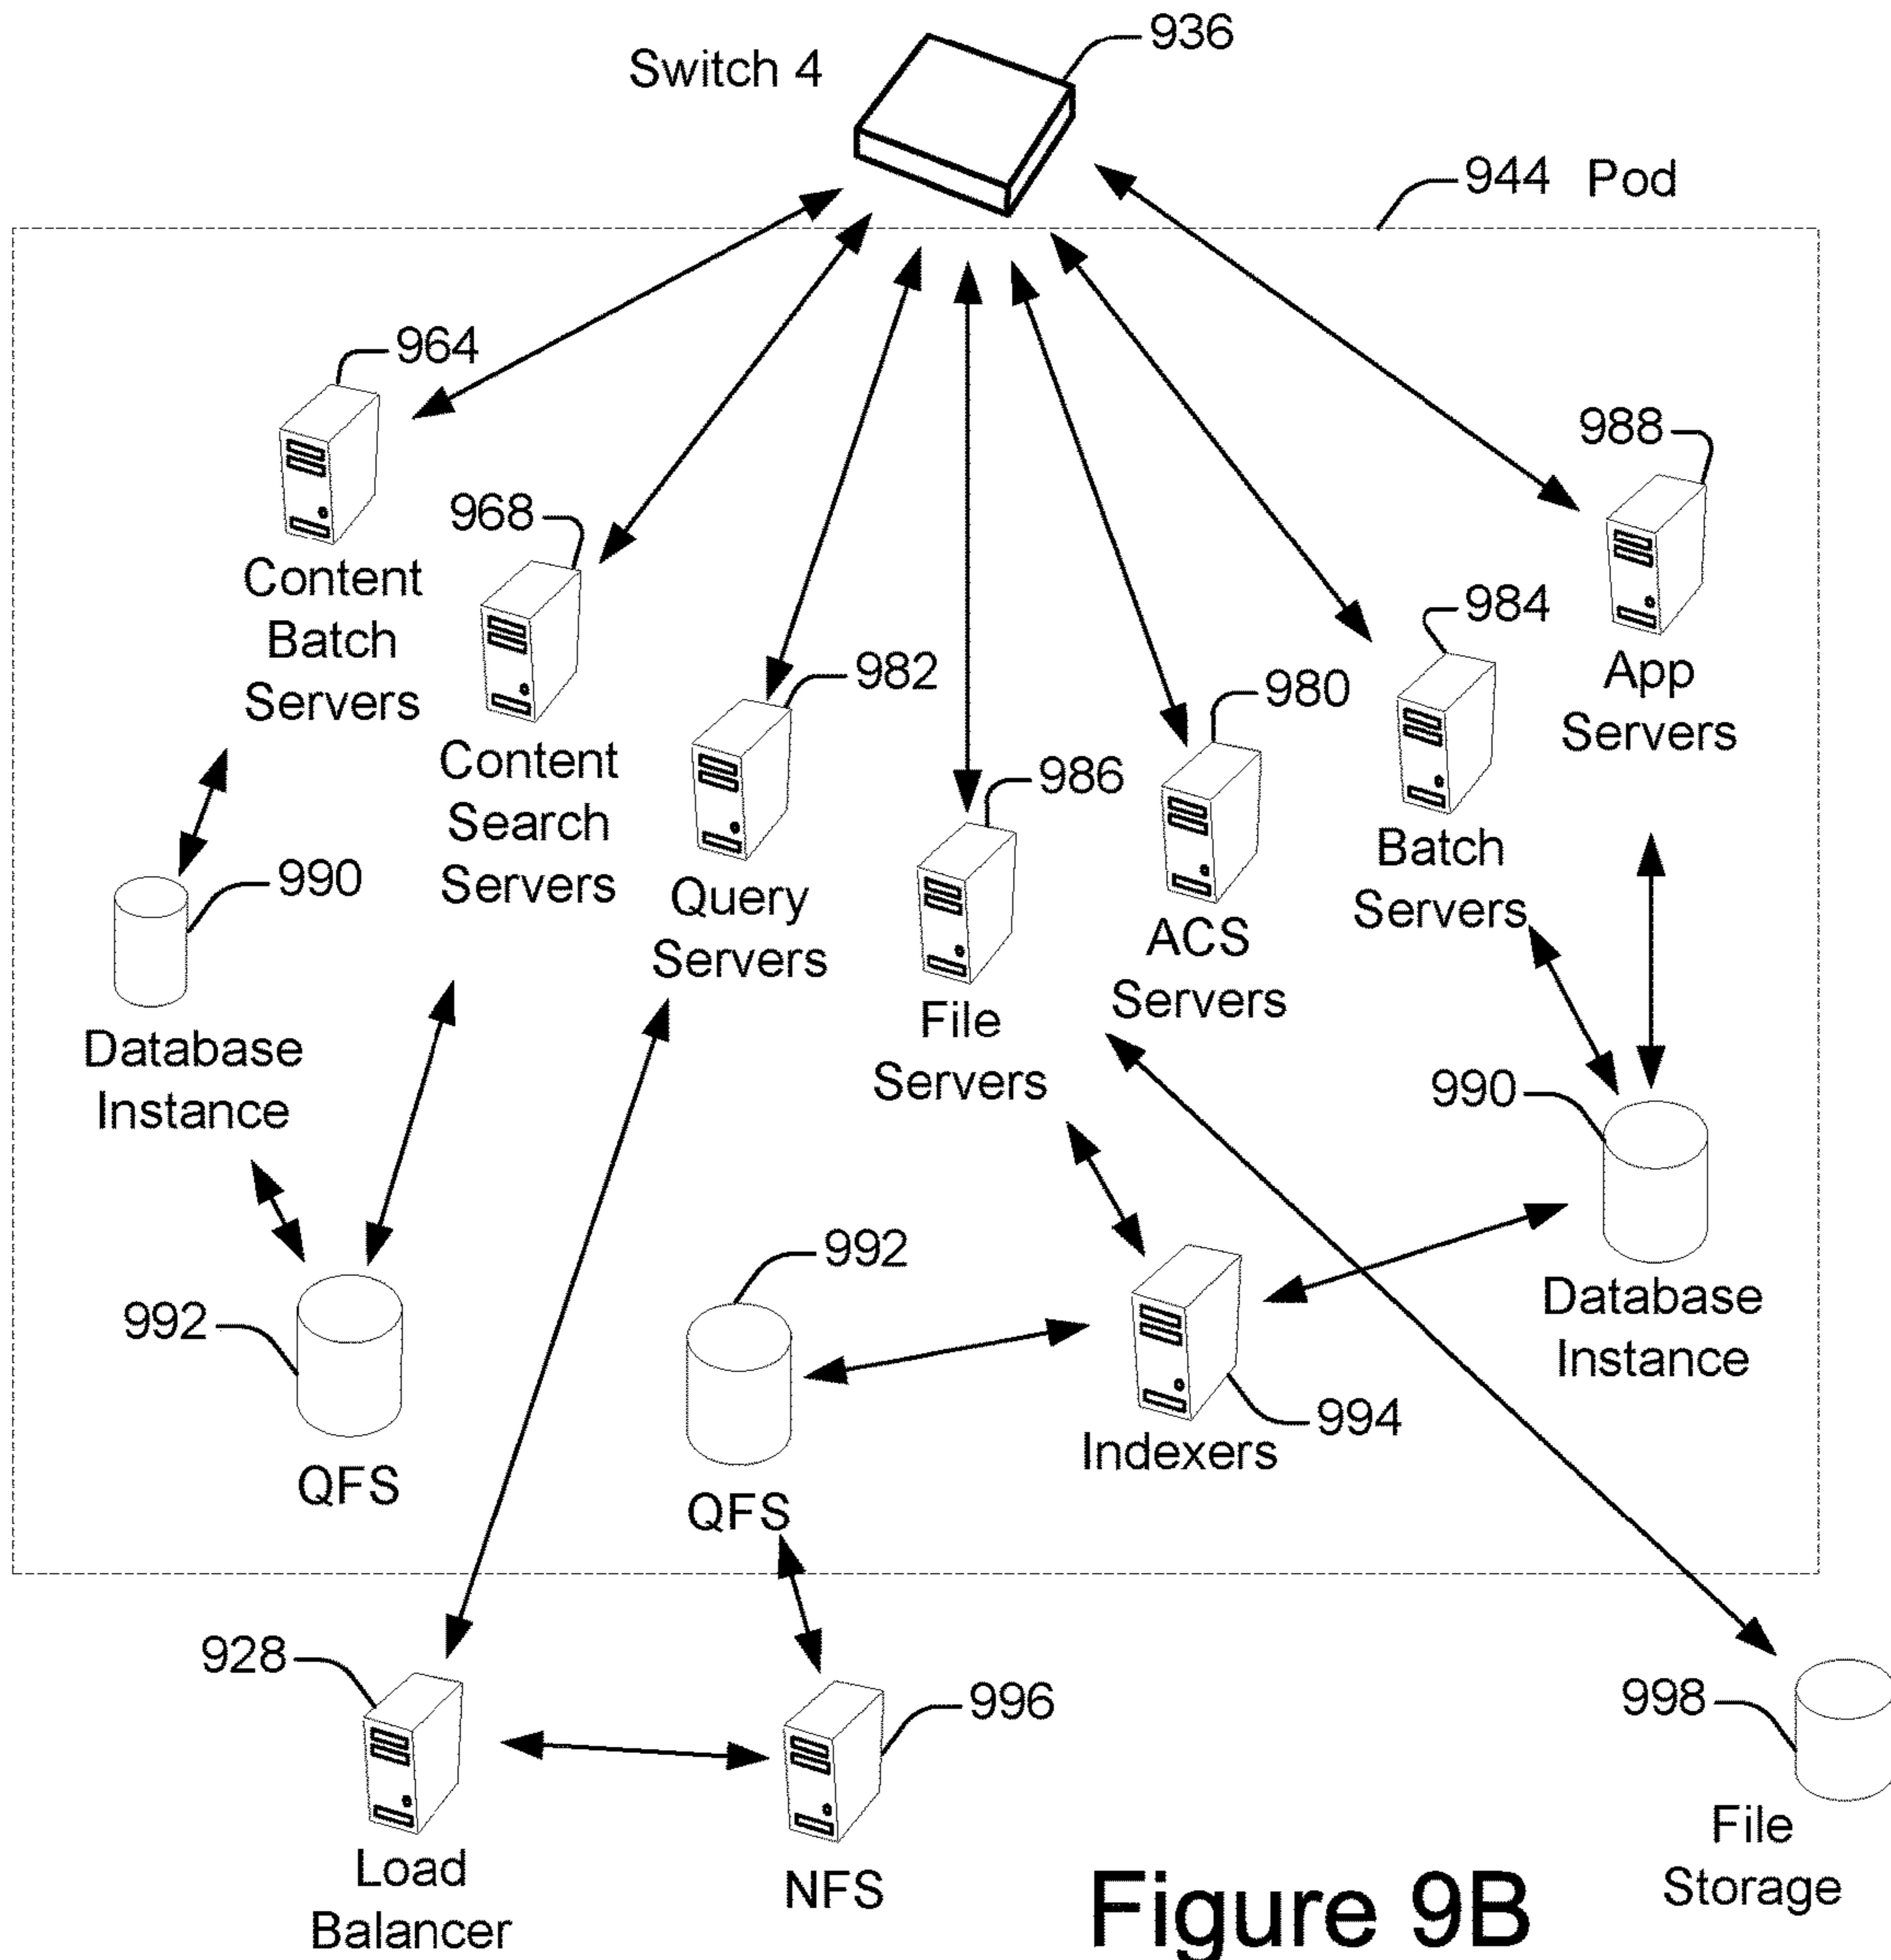 936
Switch 4
944 Pod
964
988
968
Content
Batch
Servers
984
App
Servers
982
980
Content
Search
Servers
986
Batch
Servers
990
Query
Servers
ACS
Servers
File
Servers
Database
Instance
990
992
992
Database
Instance
994
Indexers
QFS
QFS
928
996
998
Load
Balancer
NFS
File
Storage
Figure 9B